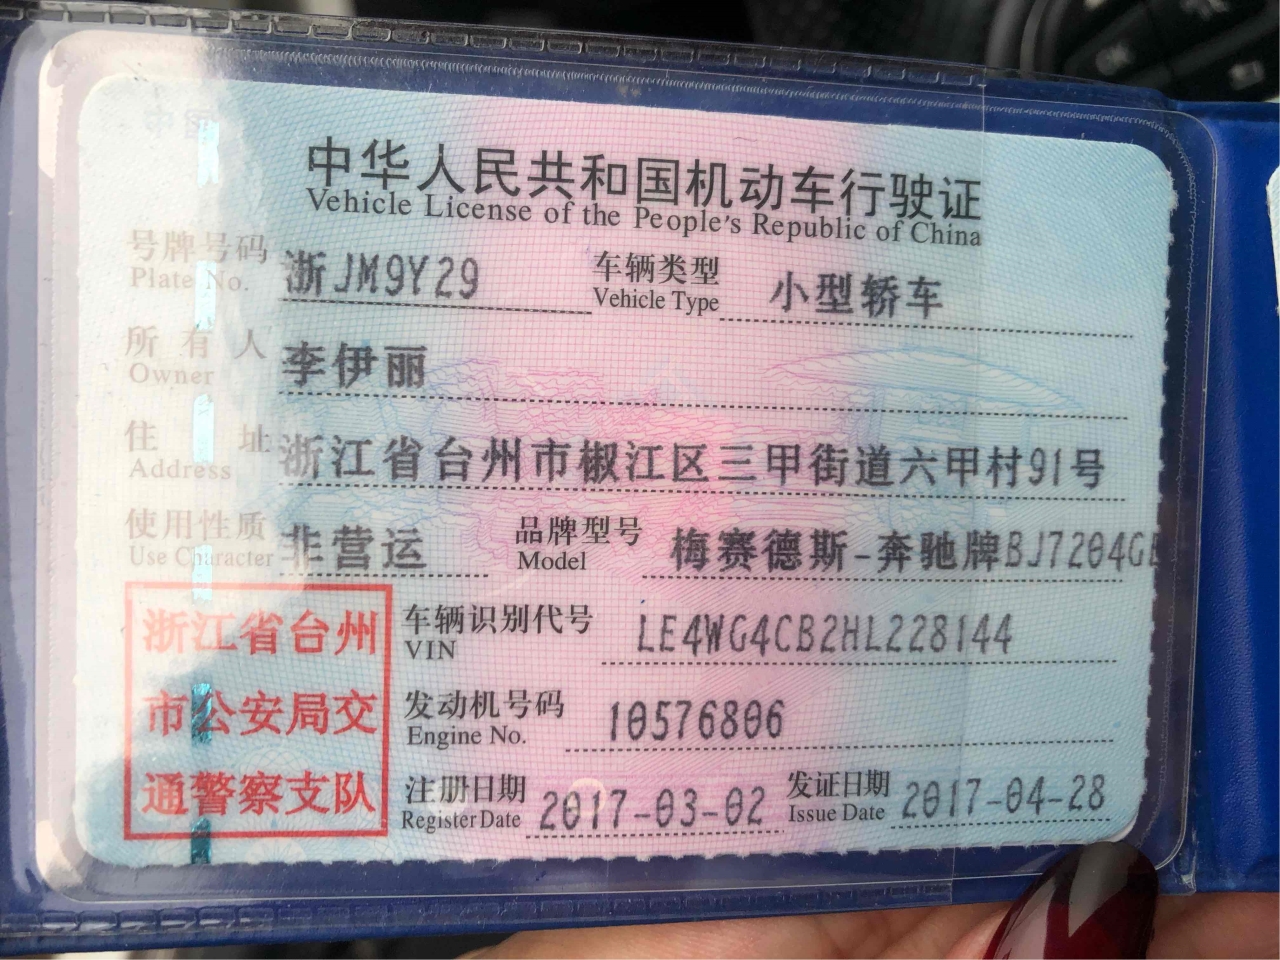 中华人民共和国机动车行驶证
Vehicle License of the People's Republic of China
号牌号码 浙JM9Y29 车辆类型 小型轿车
Plate No. Vehicle Type
所有人 李伊丽
Owner
住址 浙江省台州市椒江区三甲街道六甲村91号
Address
使用性质 非营运 品牌型号 梅赛德斯-奔驰牌BJ7204G
Use Character Model
浙江省台州
市公安局交
通警察支队
车辆识别代号 LE4WG4CB2HL228144
VIN
发动机号码 10576806
Engine No.
注册日期 2017-03-02 发证日期 2017-04-28
Register Date Issue Date